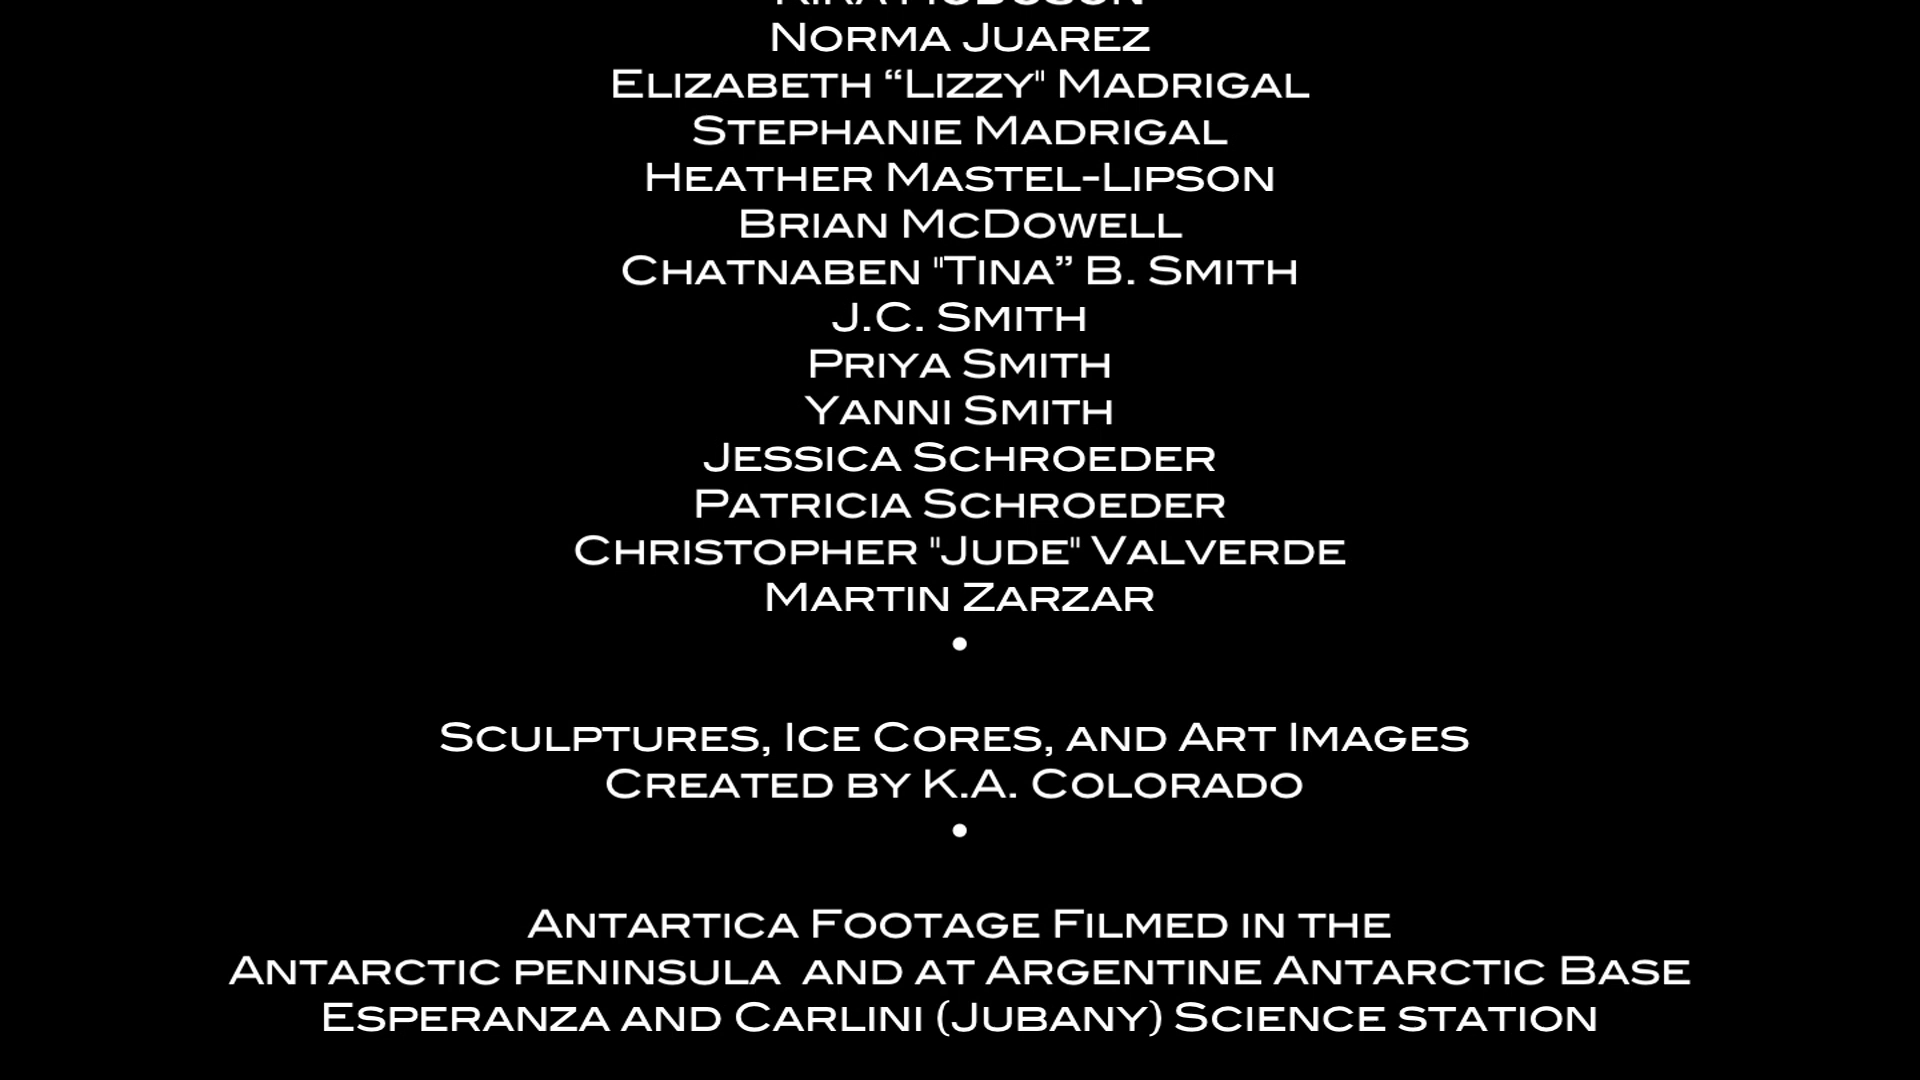 Norma Juarez
Elizabeth “Lizzy" Madrigal
Stephanie Madrigal
Heather Mastel-Lipson
Brian McDowell
Chatnaben "Tina” B. Smith
J.C. Smith
Priya Smith
Yanni Smith
Jessica Schroeder
Patricia Schroeder
Christopher "Jude" Valverde
Martin Zarzar
•
Sculptures, Ice Cores, and Art Images
Created by K.A. Colorado
•
Antartica Footage Filmed in the
Antarctic peninsula  and at Argentine Antarctic Base
Esperanza and Carlini (Jubany) Science station